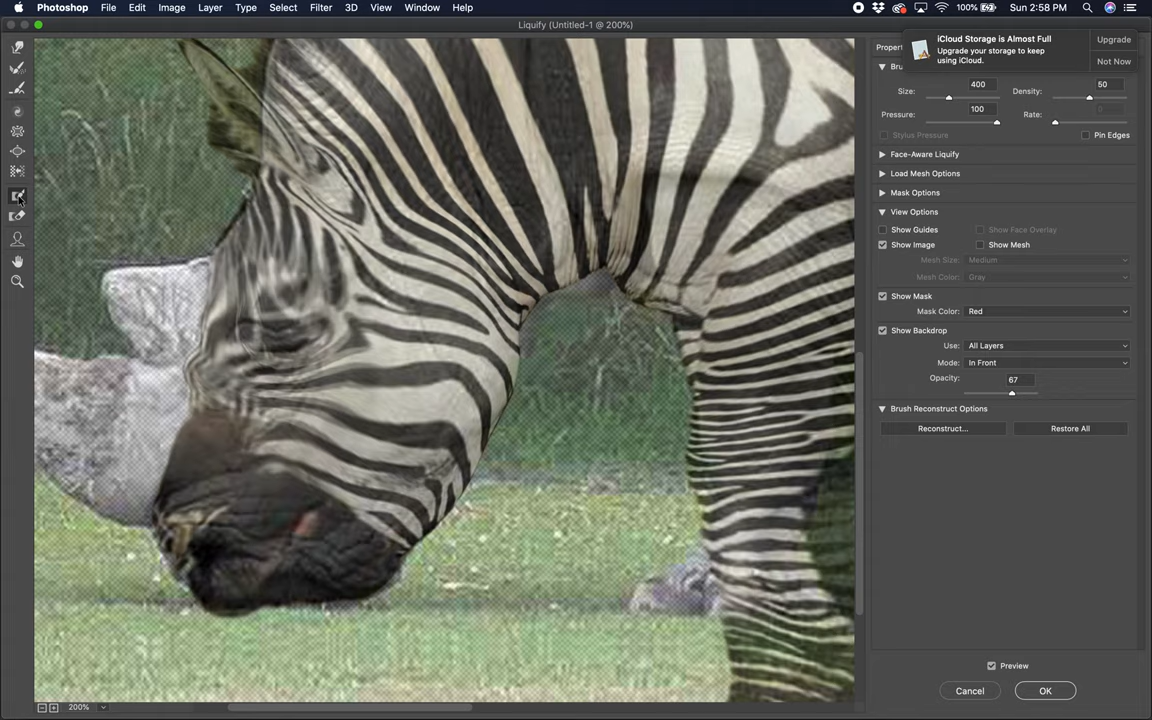 Photoshop File Edit Image Layer Type Select Filter 3D View Window Help 100% Sun 2:58 PM
Liquify (Untitled-1 @ 200%)
iCloud Storage is Almost Full
Upgrade your storage to keep
using iCloud.
Upgrade
Not Now
Size: 400 Density: 50
Pressure: 100 Rate: 0
Stylus Pressure Pin Edges
Face-Aware Liquify
Load Mesh Options
Mask Options
View Options
Show Guides Show Face Overlay
Show Image Show Mesh
Mesh Size: Medium
Mesh Color: Gray
Show Mask
Mask Color: Red
Show Backdrop
Use: All Layers
Mode: In Front
Opacity: 67
Brush Reconstruct Options
Reconstruct... Restore All
Preview
Cancel OK
200%